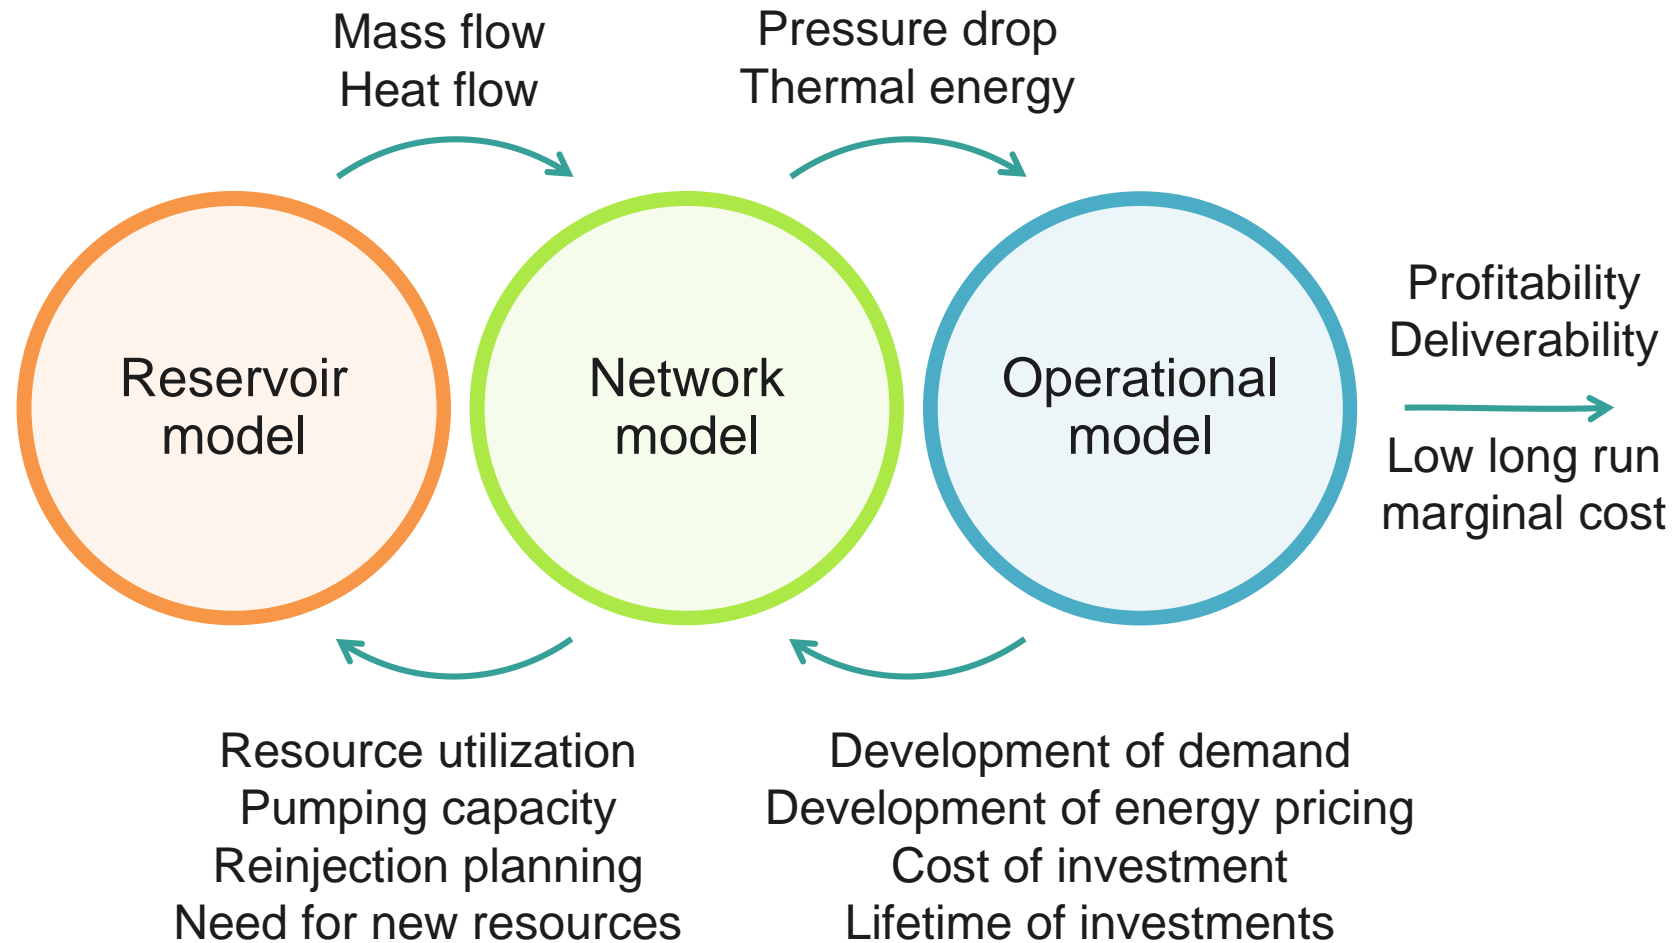 Mass flow
Heat flow
Pressure drop
Thermal energy
Reservoir
model
Network
model
Operational
model
Profitability
Deliverability
Low long run
marginal cost
Resource utilization
Pumping capacity
Reinjection planning
Need for new resources
Development of demand
Development of energy pricing
Cost of investment
Lifetime of investments